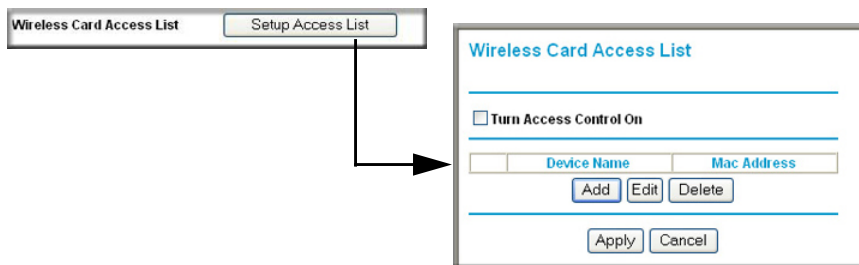 Wireless Card Access List Setup Access List
Wireless Card Access List
Turn Access Control On
Device Name Mac Address
Add Edit Delete
Apply Cancel